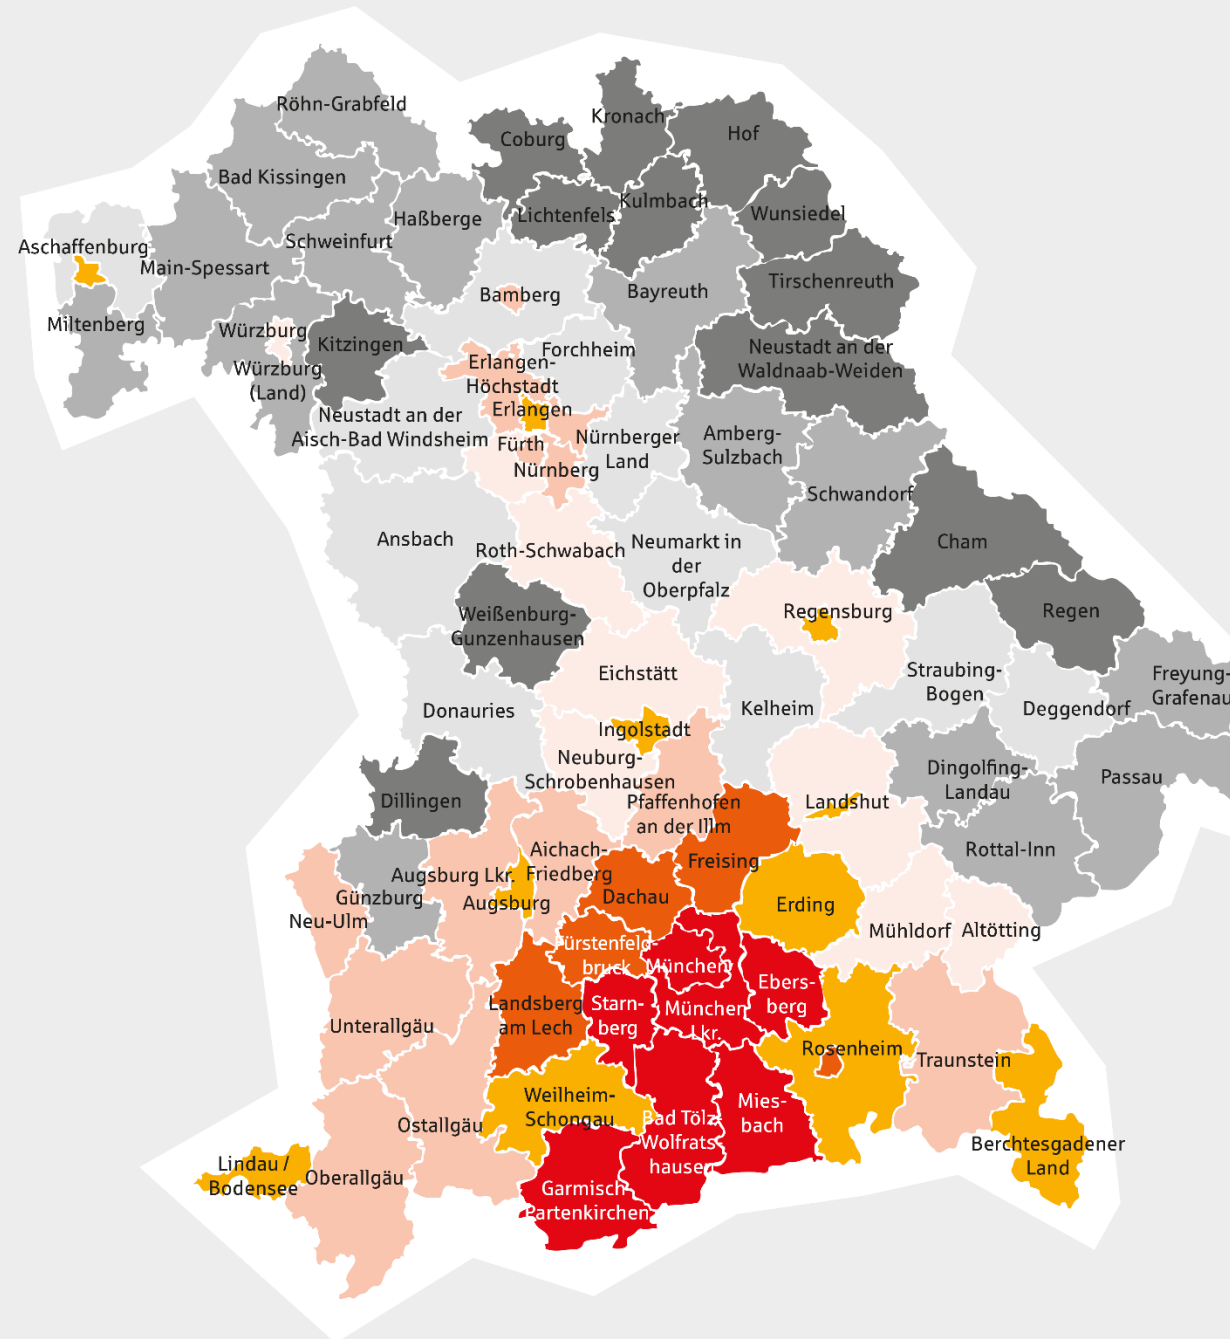 Röhn-Grabfeld
Kronach
Hof
Coburg
Bad Kissingen
Kulmbach
Lichtenfels
Wunsiedel
Haßberge
Schweinfurt
Aschaffenburg
Main-Spessart
Tirschenreuth
Bayreuth
Bamberg
Miltenberg
Würzburg
Kitzingen
Würzburg
(Land)
Forchheim
Neustadt an der
Waldnaab-Weiden
Erlangen-
Höchstadt
Erlangen
Neustadt an der
Aisch-Bad Windsheim
Fürth
Nürnberg
Nürnberger
Land
Amberg-
Sulzbach
Schwandorf
Ansbach
Roth-Schwabach
Neumarkt in
der
Oberpfalz
Cham
Weißenburg-
Gunzenhausen
Regensburg
Regen
Eichstätt
Straubing-
Bogen
Freyung-
Grafenau
Donauries
Kelheim
Deggendorf
Ingolstadt
Neuburg-
Schrobenhausen
Dingolfing-
Landau
Passau
Dillingen
Pfaffenhofen
an der Illm
Landshut
Rottal-Inn
Aichach-
Friedberg
Freising
Augsburg Lkr.
Augsburg
Günzburg
Neu-Ulm
Dachau
Erding
Mühldorf
Altötting
Fürstenfeld-
bruck
München
Ebers-
berg
Landsberg
am Lech
Starn-
berg
München
Lkr.
Unterallgäu
Rosenheim
Traunstein
Weilheim-
Schongau
Mies-
bach
Bad Tölz-
Wolfrats-
hausen
Ostallgäu
Berchtesgadener
Land
Lindau /
Bodensee
Oberallgäu
Garmisch-
Partenkirchen